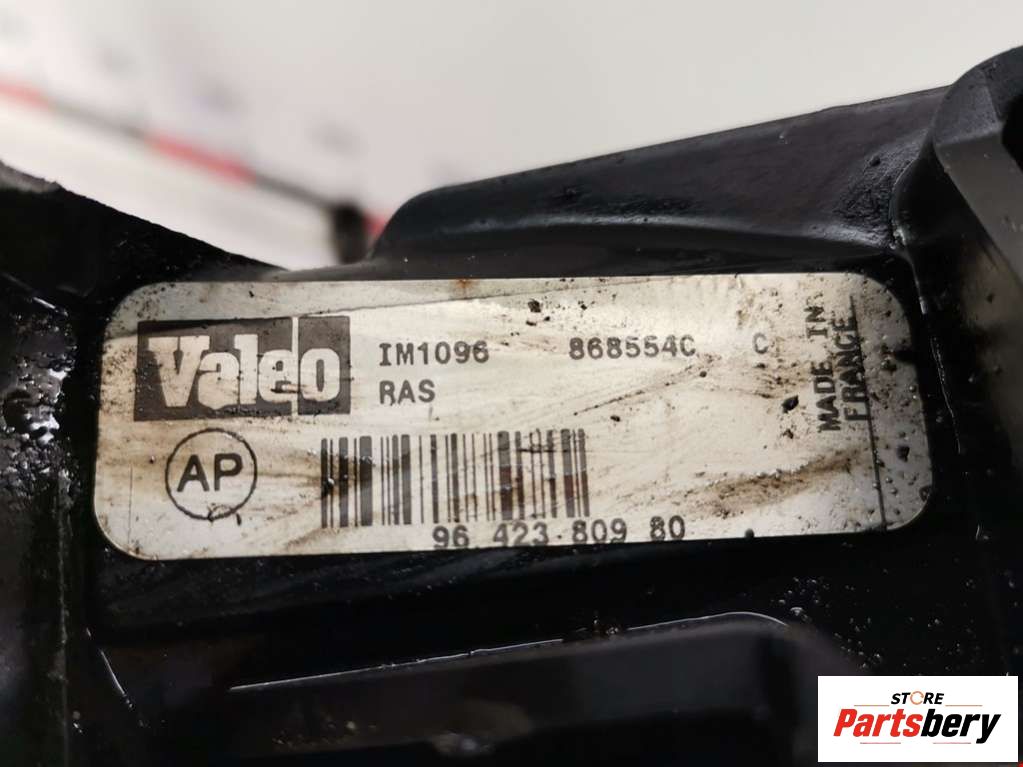 Valeo
IM1096 868554C C
RAS
MADE IN
FRANCE
AP
96 423 809 80
STORE
Partsbery